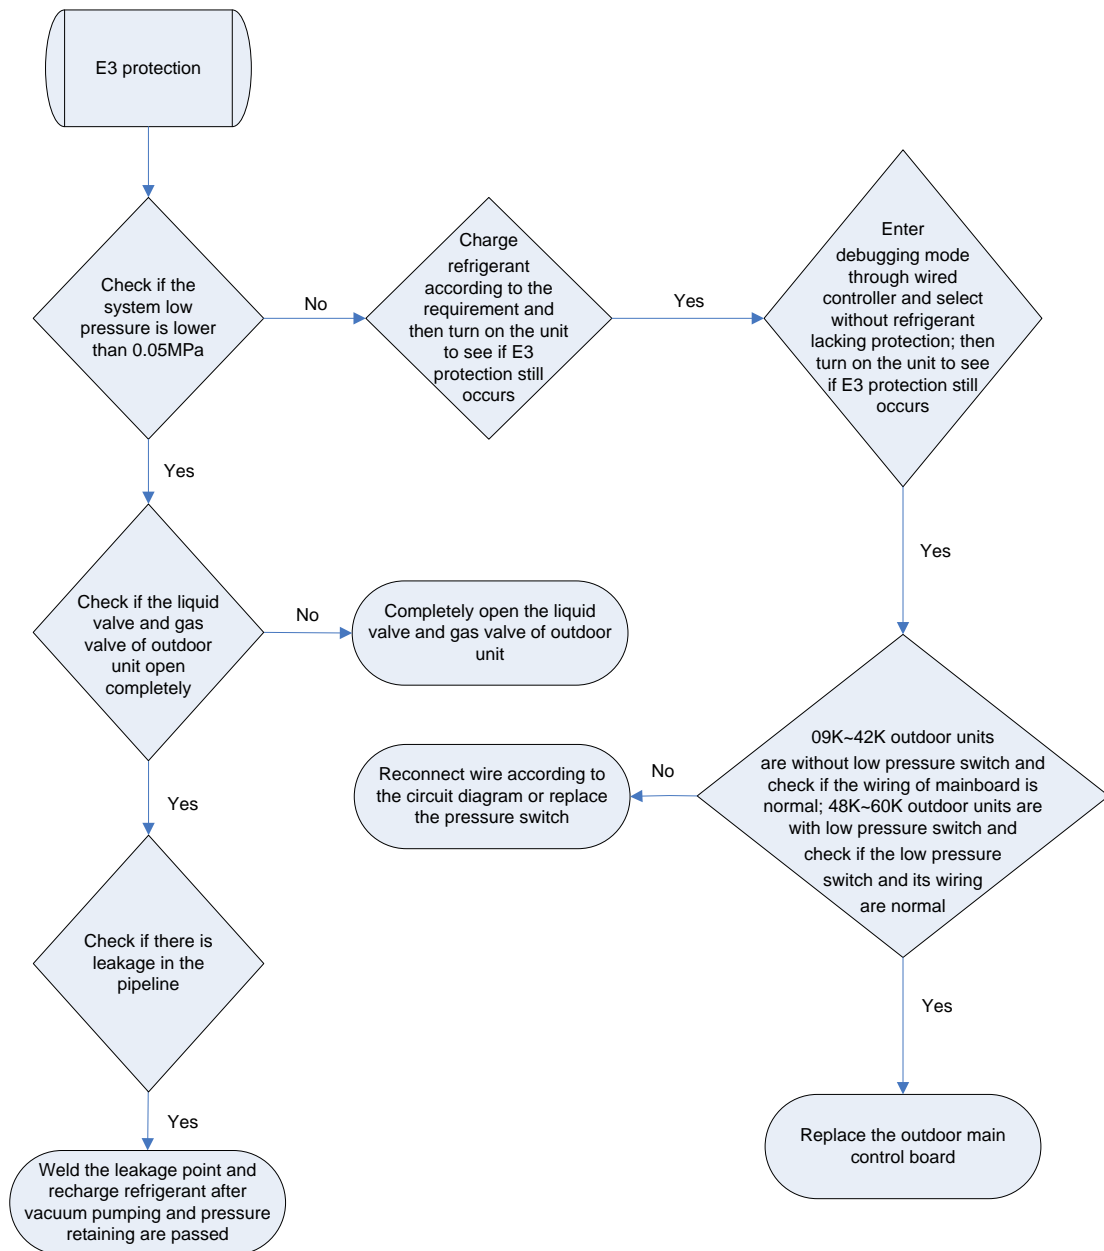 E3 protection
Check if the
system low
pressure is lower
than 0.05MPa
No
Charge
refrigerant
according to the
requirement and
then turn on the unit
to see if E3
protection still
occurs
Yes
Enter
debugging mode
through wired
controller and select
without refrigerant
lacking protection; then
turn on the unit to see
if E3 protection still
occurs
Yes
Yes
Check if the liquid
valve and gas
valve of outdoor
unit open
completely
No
Completely open the liquid
valve and gas valve of outdoor
unit
09K~42K outdoor units
are without low pressure switch and
check if the wiring of mainboard is
normal; 48K~60K outdoor units are
with low pressure switch and
check if the low pressure
switch and its wiring
are normal
No
Reconnect wire according to
the circuit diagram or replace
the pressure switch
Yes
Check if there is
leakage in the
pipeline
Yes
Yes
Weld the leakage point and
recharge refrigerant after
vacuum pumping and pressure
retaining are passed
Replace the outdoor main
control board